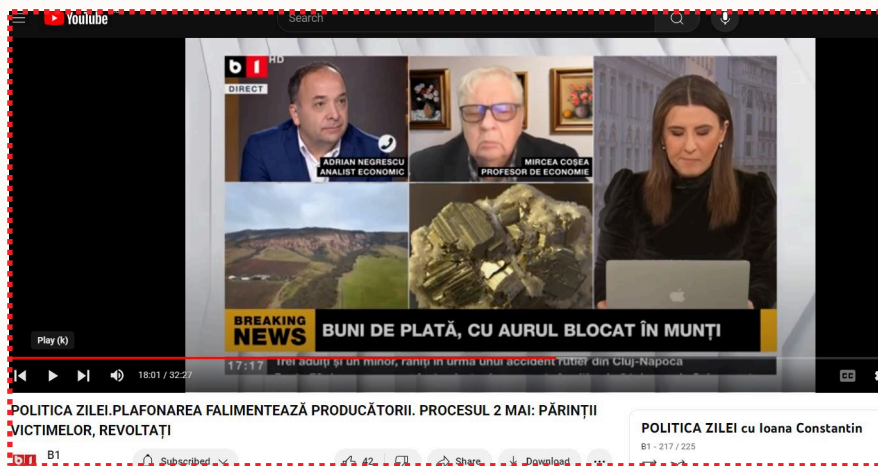 YouTube
Search
b1 HD
DIRECT
ADRIAN NEGRESCU
ANALIST ECONOMIC
MIRCEA COȘEA
PROFESOR DE ECONOMIE
BREAKING
NEWS
BUNI DE PLATĂ, CU AURUL BLOCAT ÎN MUNȚI
17:17 Trei adulți și un minor, răniți în urma unui accident rutier din Cluj-Napoca
Play (k)
18:01 / 32:27
CC
POLITICA ZILEI.PLAFONAREA FALIMENTEAZĂ PRODUCĂTORII. PROCESUL 2 MAI: PĂRINȚII
VICTIMELOR, REVOLTAȚI
b1 B1
Subscribed
42
Share
Download
...
POLITICA ZILEI cu Ioana Constantin
B1 - 217 / 225